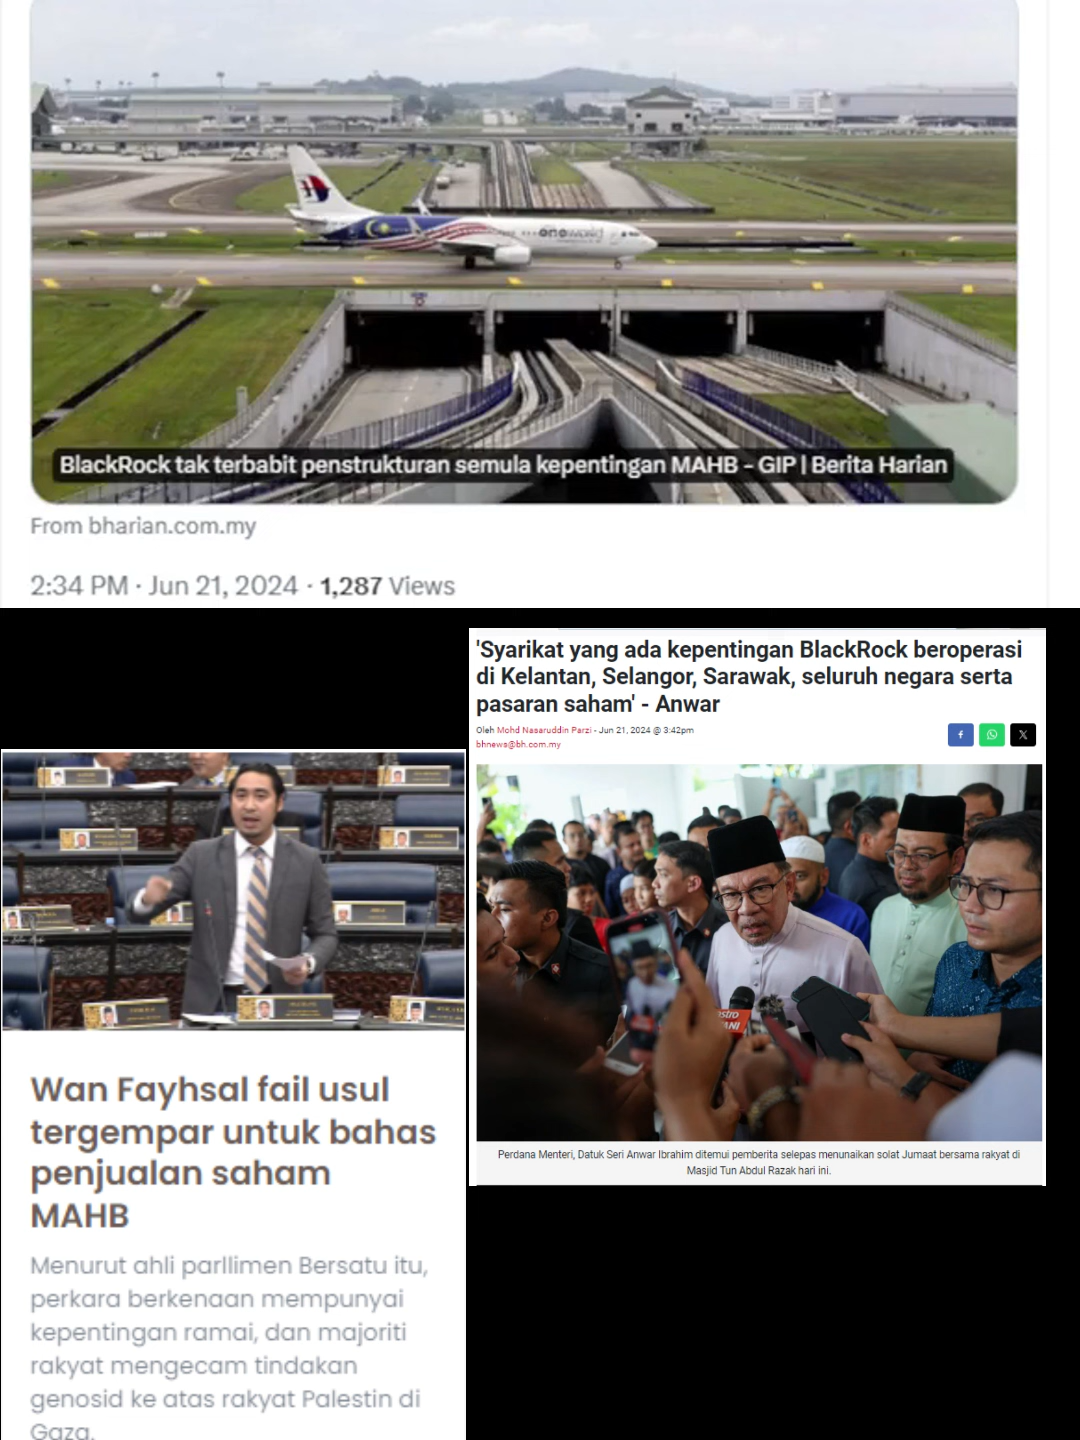 oneworld
BlackRock tak terbabit penstrukturan semula kepentingan MAHB - GIP | Berita Harian
From bharian.com.my
2:34 PM · Jun 21, 2024 · 1,287 Views
'Syarikat yang ada kepentingan BlackRock beroperasi
di Kelantan, Selangor, Sarawak, seluruh negara serta
pasaran saham' - Anwar
Oleh Mohd Nasaruddin Parzi - Jun 21, 2024 @ 3:42pm
bhnews@bh.com.my
astro
ANI
Perdana Menteri, Datuk Seri Anwar Ibrahim ditemui pemberita selepas menunaikan solat Jumaat bersama rakyat di
Masjid Tun Abdul Razak hari ini.
Wan Fayhsal fail usul
tergempar untuk bahas
penjualan saham
MAHB
Menurut ahli parllimen Bersatu itu,
perkara berkenaan mempunyai
kepentingan ramai, dan majoriti
rakyat mengecam tindakan
genosid ke atas rakyat Palestin di
Gaza.